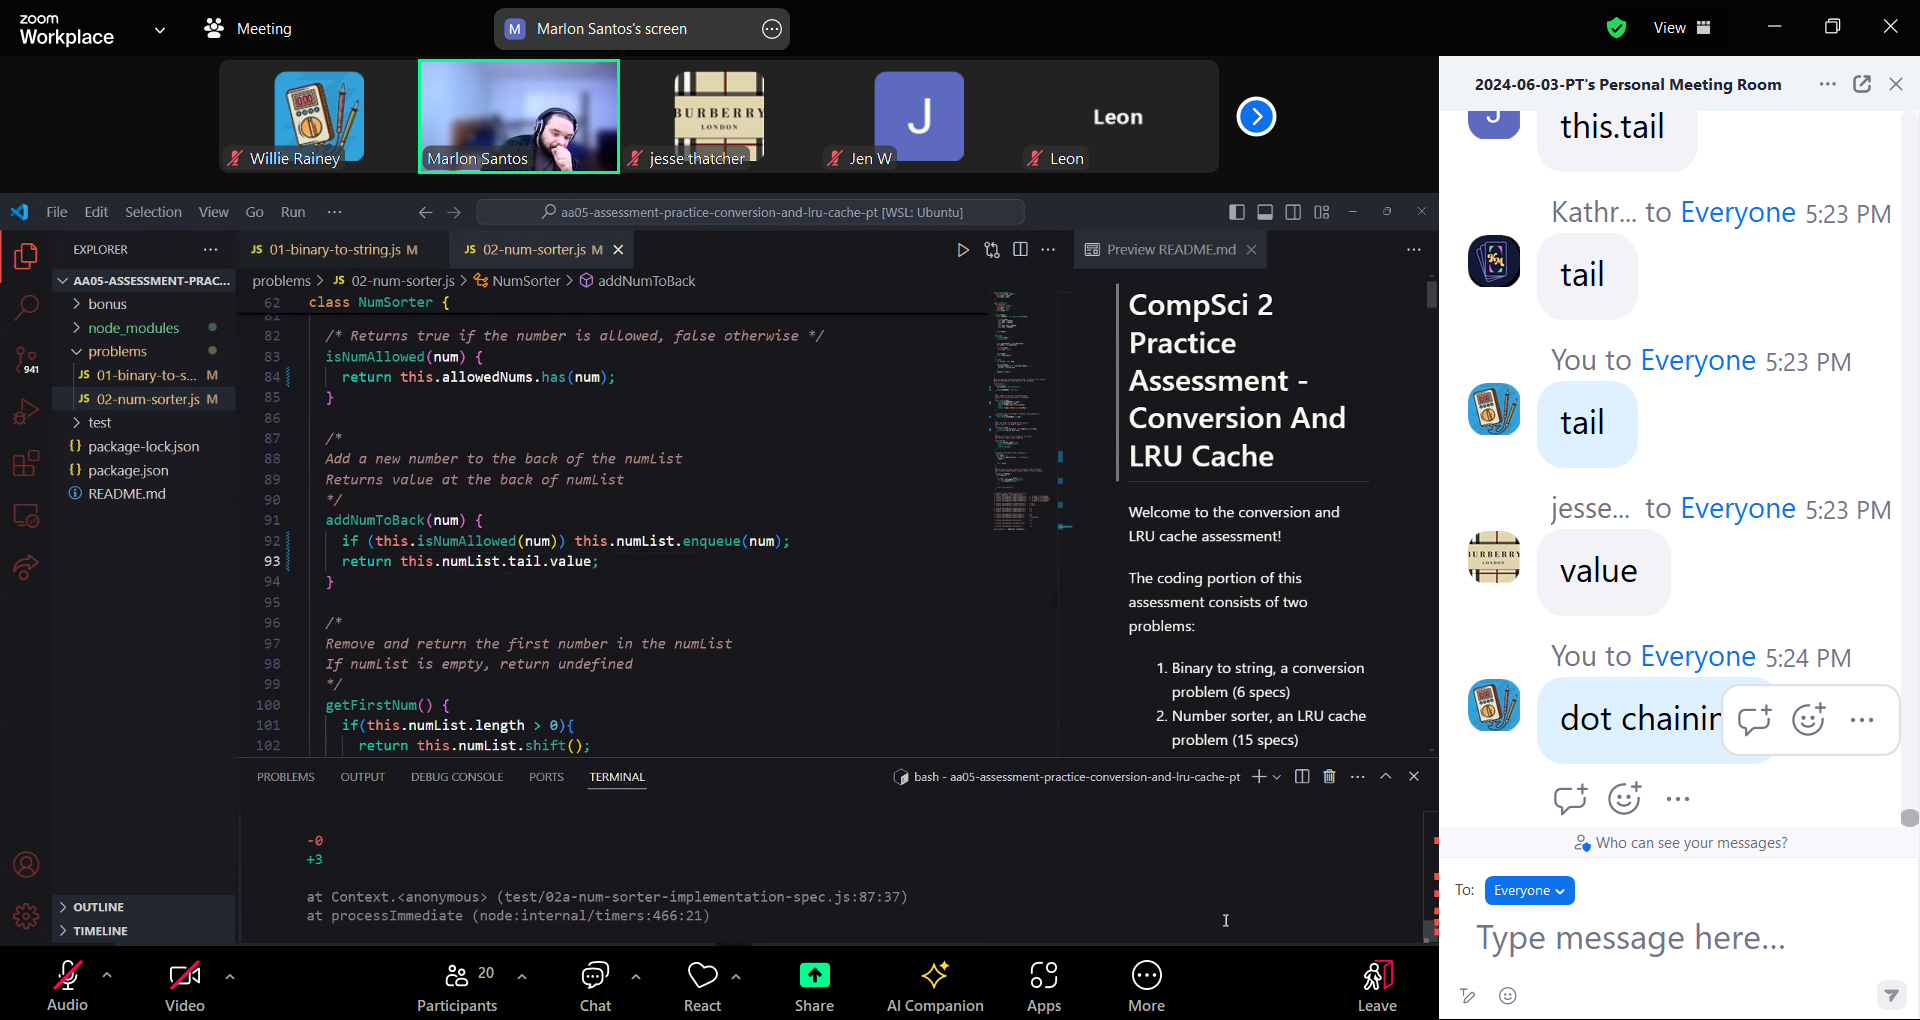 zoom
Workplace
Meeting
M Marlon Santos's screen
View
Willie Rainey
Marlon Santos
BURBERRY
LONDON
jesse thatcher
J
Jen W
Leon
Leon
File Edit Selection View Go Run
aa05-assessment-practice-conversion-and-lru-cache-pt [WSL: Ubuntu]
EXPLORER
AA05-ASSESSMENT-PRAC...
bonus
node_modules
problems
JS 01-binary-to-s... M
JS 02-num-sorter.js M
test
{} package-lock.json
{} package.json
README.md
OUTLINE
TIMELINE
941
JS 01-binary-to-string.js M
JS 02-num-sorter.js M
problems > JS 02-num-sorter.js > NumSorter > addNumToBack
62 class NumSorter {
81
82 /* Returns true if the number is allowed, false otherwise */
83 isNumAllowed(num) {
84 return this.allowedNums.has(num);
85 }
86
87 /*
88 Add a new number to the back of the numList
89 Returns value at the back of numList
90 */
91 addNumToBack(num) {
92 if (this.isNumAllowed(num)) this.numList.enqueue(num);
93 return this.numList.tail.value;
94 }
95
96 /*
97 Remove and return the first number in the numList
98 If numList is empty, return undefined
99 */
100 getFirstNum() {
101 if(this.numList.length > 0){
102 return this.numList.shift();
Preview README.md
CompSci 2
Practice
Assessment -
Conversion And
LRU Cache
Welcome to the conversion and
LRU cache assessment!
The coding portion of this
assessment consists of two
problems:
1. Binary to string, a conversion
problem (6 specs)
2. Number sorter, an LRU cache
problem (15 specs)
PROBLEMS OUTPUT DEBUG CONSOLE PORTS TERMINAL
bash - aa05-assessment-practice-conversion-and-lru-cache-pt
-0
+3
at Context.<anonymous> (test/02a-num-sorter-implementation-spec.js:87:37)
at processImmediate (node:internal/timers:466:21)
Audio
Video
20
Participants
Chat
React
Share
AI Companion
Apps
More
Leave
2024-06-03-PT's Personal Meeting Room
J
this.tail
Kathr... to Everyone 5:23 PM
tail
You to Everyone 5:23 PM
tail
jesse... to Everyone 5:23 PM
BURBERRY
value
You to Everyone 5:24 PM
dot
Who can see your messages?
To: Everyone
Type message here...